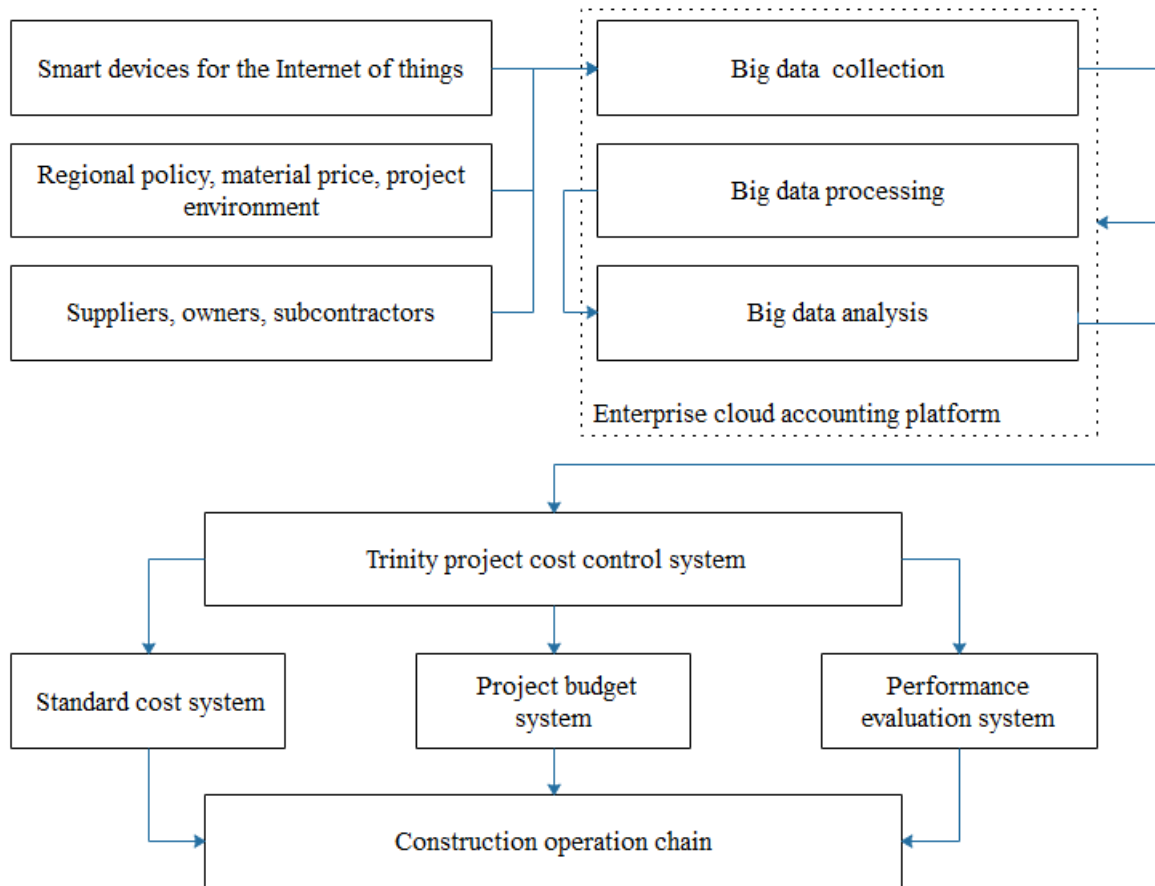 Smart devices for the Internet of things
Big data collection
Regional policy, material price, project
environment
Big data processing
Suppliers, owners, subcontractors
Big data analysis
Enterprise cloud accounting platform
Trinity project cost control system
Standard cost system
Project budget
system
Performance
evaluation system
Construction operation chain